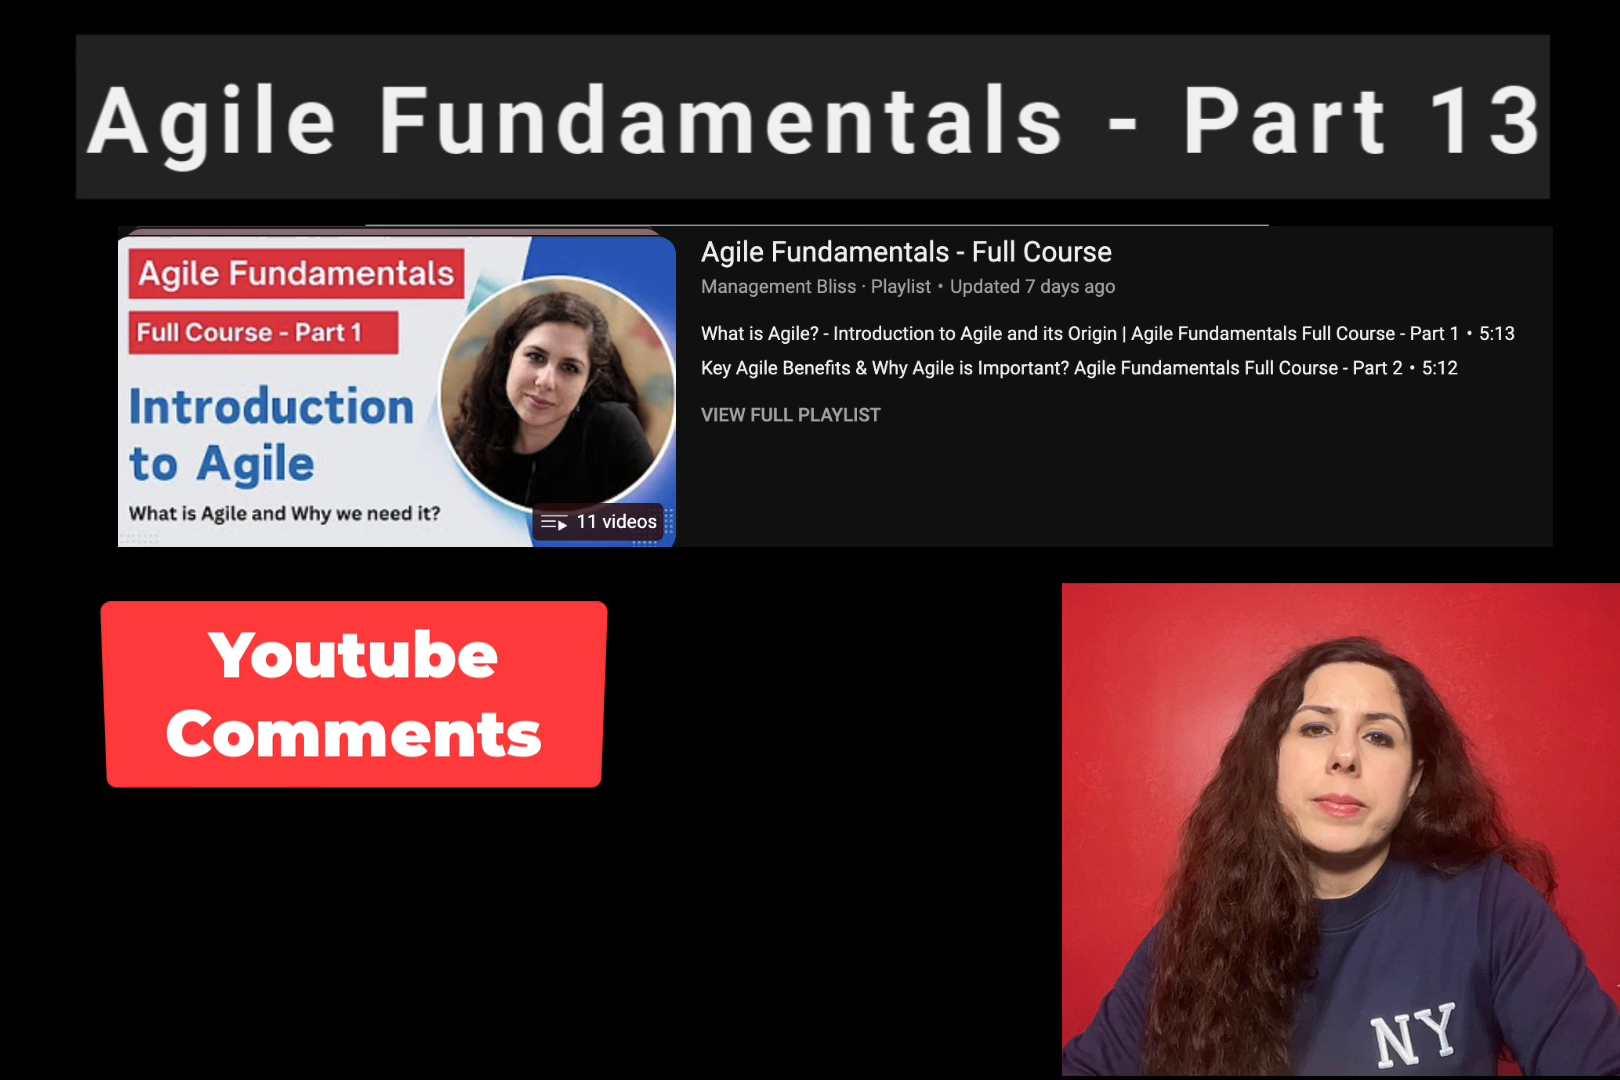 Agile Fundamentals - Part 13
Agile Fundamentals
Full Course - Part 1
Introduction
to Agile
What is Agile and Why we need it?
11 videos
Agile Fundamentals - Full Course
Management Bliss · Playlist • Updated 7 days ago
What is Agile? - Introduction to Agile and its Origin | Agile Fundamentals Full Course - Part 1 • 5:13
Key Agile Benefits & Why Agile is Important? Agile Fundamentals Full Course - Part 2 • 5:12
VIEW FULL PLAYLIST
Youtube
Comments
NY